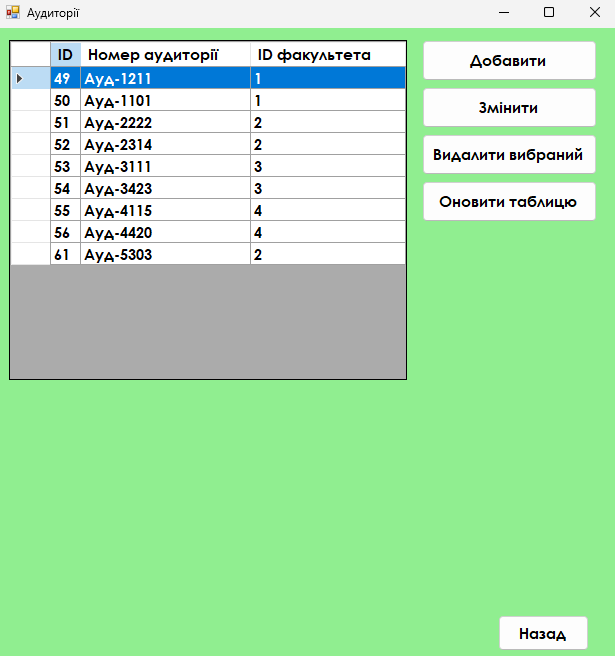 Аудиторії
ID Номер аудиторії ID факультета
49 Ауд-1211 1
50 Ауд-1101 1
51 Ауд-2222 2
52 Ауд-2314 2
53 Ауд-3111 3
54 Ауд-3423 3
55 Ауд-4115 4
56 Ауд-4420 4
61 Ауд-5303 2
Добавити
Змінити
Видалити вибраний
Оновити таблицю
Назад